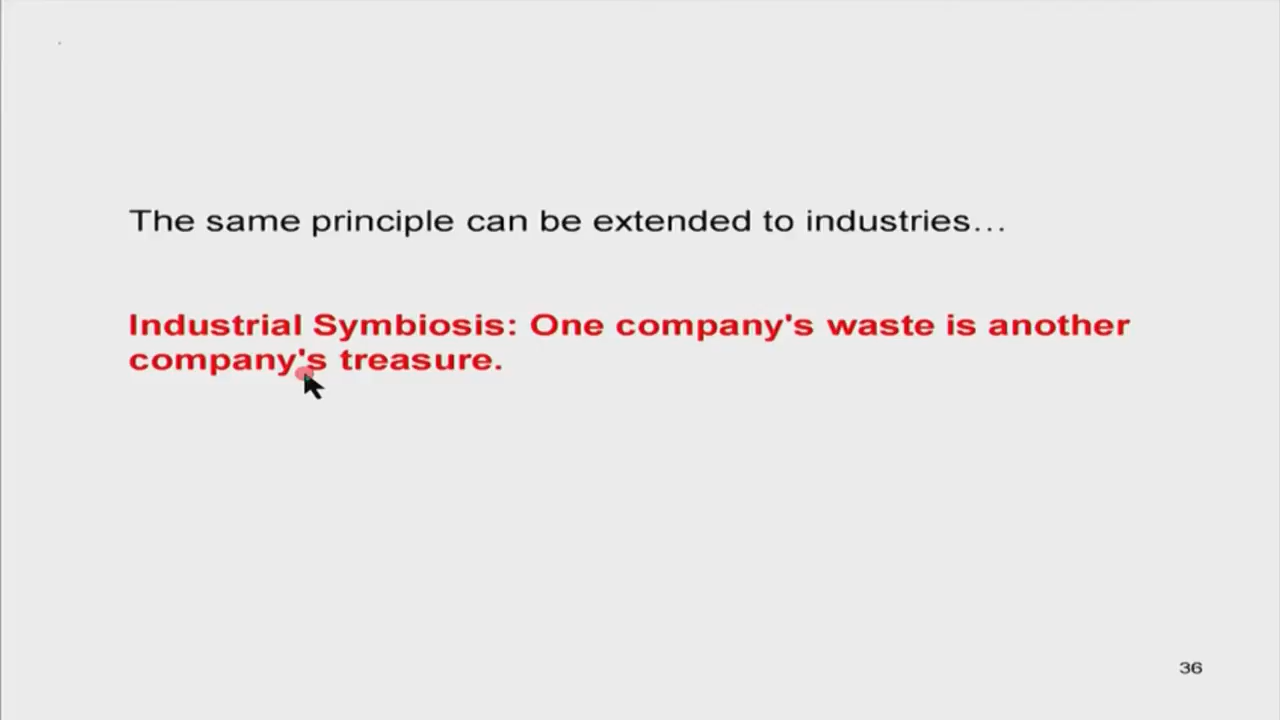 The same principle can be extended to industries…
Industrial Symbiosis: One company's waste is another
company's treasure.
36